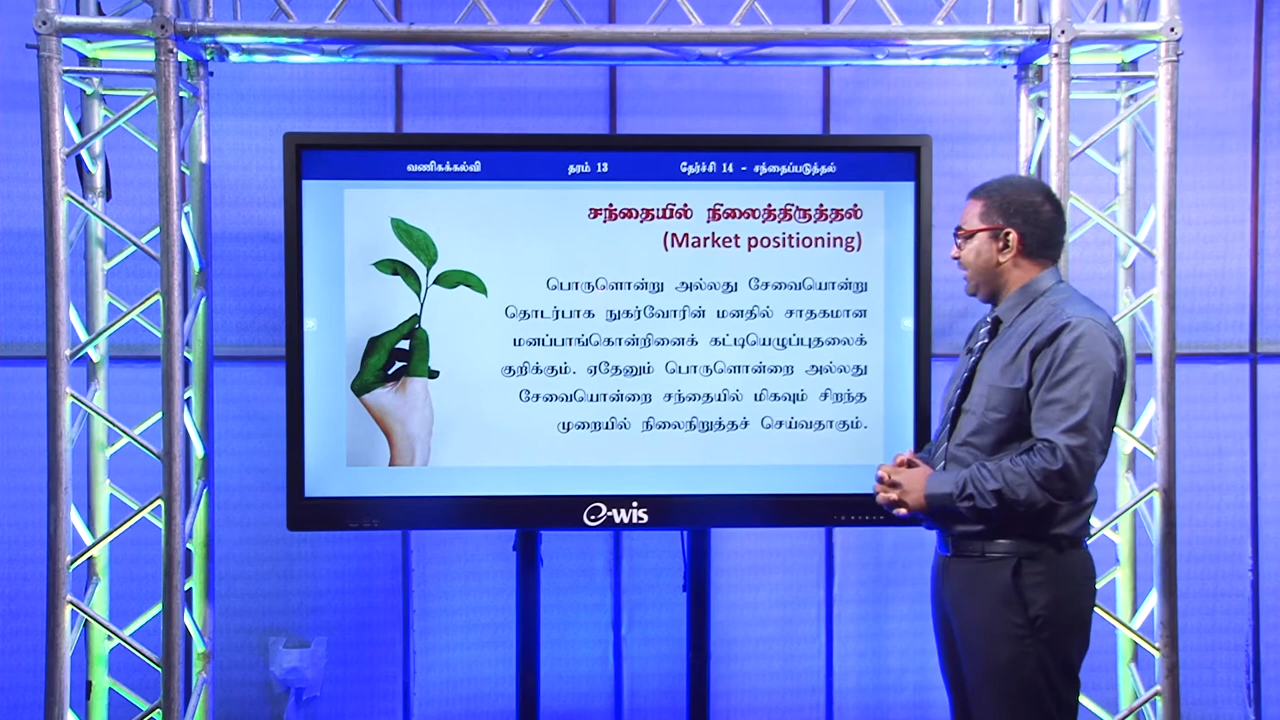 வணிகக்கல்வி தரம் 13 தேர்ச்சி 14 - சந்தைப்படுத்தல்
சந்தையில் நிலைத்திருத்தல்
(Market positioning)
பொருளொன்று அல்லது சேவையொன்று
தொடர்பாக நுகர்வோரின் மனதில் சாதகமான
மனப்பாங்கொன்றினைக் கட்டியெழுப்புதலைக்
குறிக்கும். ஏதேனும் பொருளொன்றை அல்லது
சேவையொன்றை சந்தையில் மிகவும் சிறந்த
முறையில் நிலைநிறுத்தச் செய்வதாகும்.
e-wis